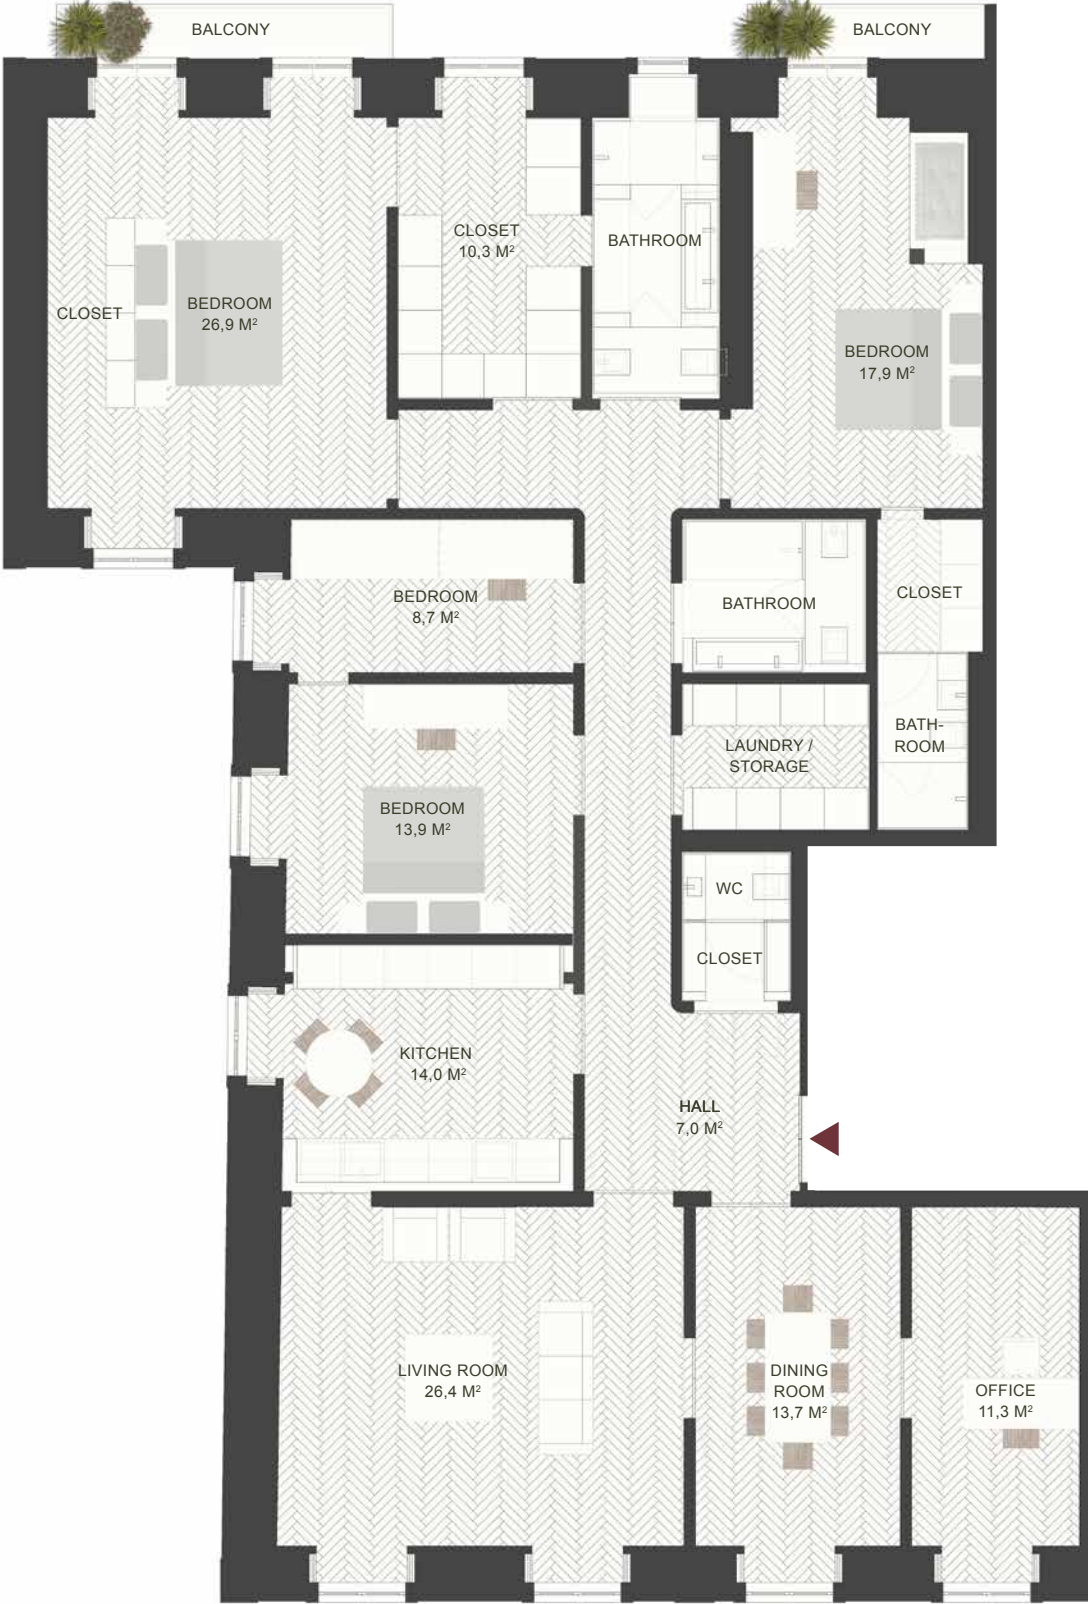 BALCONY
BALCONY
CLOSET
10,3 M²
BATHROOM
CLOSET
BEDROOM
26,9 M²
BEDROOM
17,9 M²
BEDROOM
8,7 M²
BATHROOM
CLOSET
BATH-
ROOM
LAUNDRY /
STORAGE
BEDROOM
13,9 M²
WC
CLOSET
KITCHEN
14,0 M²
HALL
7,0 M²
LIVING ROOM
26,4 M²
DINING
ROOM
13,7 M²
OFFICE
11,3 M²